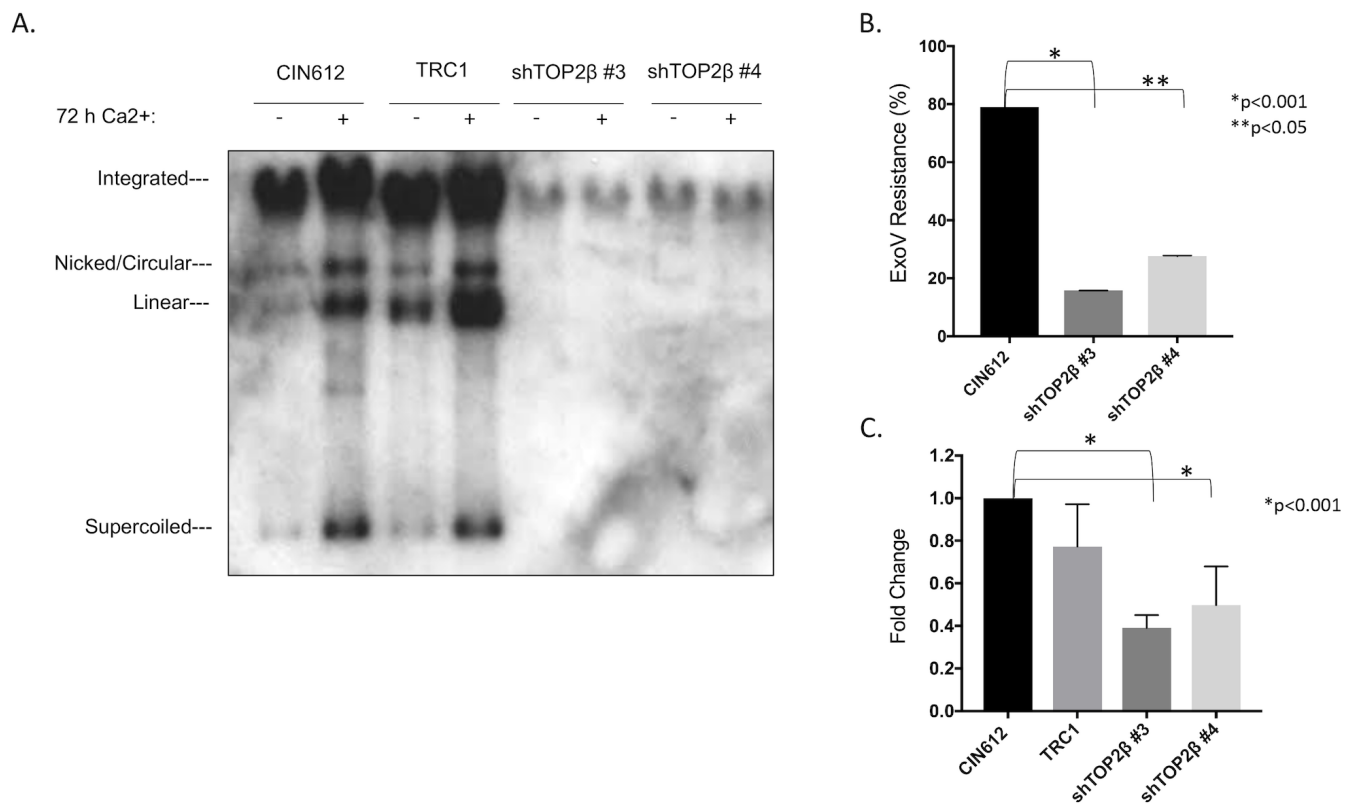 A.
CIN612 TRC1 shTOP2β #3 shTOP2β #4
72 h Ca2+: - + - + - + - +
Integrated---
Nicked/Circular---
Linear---
Supercoiled---
B.
ExoV Resistance (%)
100
80
60
40
20
0
* **
*p<0.001
**p<0.05
CIN612
shTOP2β #3
shTOP2β #4
C.
Fold Change
1.2
1.0
0.8
0.6
0.4
0.2
0.0
* *
*p<0.001
CIN612
TRC1
shTOP2β #3
shTOP2β #4